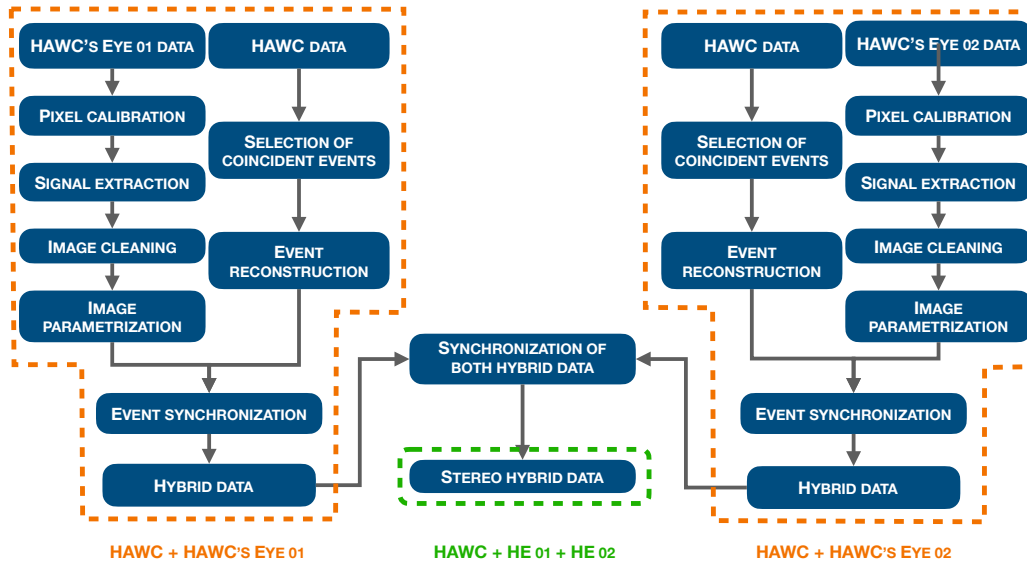 HAWC's Eye 01 data
HAWC data
Pixel calibration
Selection of
coincident events
Signal extraction
Image cleaning
Event
reconstruction
Image
parametrization
Event synchronization
Hybrid data
HAWC + HAWC's Eye 01
Synchronization of
both hybrid data
Stereo hybrid data
HAWC + HE 01 + HE 02
HAWC data
HAWC's Eye 02 data
Selection of
coincident events
Pixel calibration
Signal extraction
Event
reconstruction
Image cleaning
Image
parametrization
Event synchronization
Hybrid data
HAWC + HAWC's Eye 02